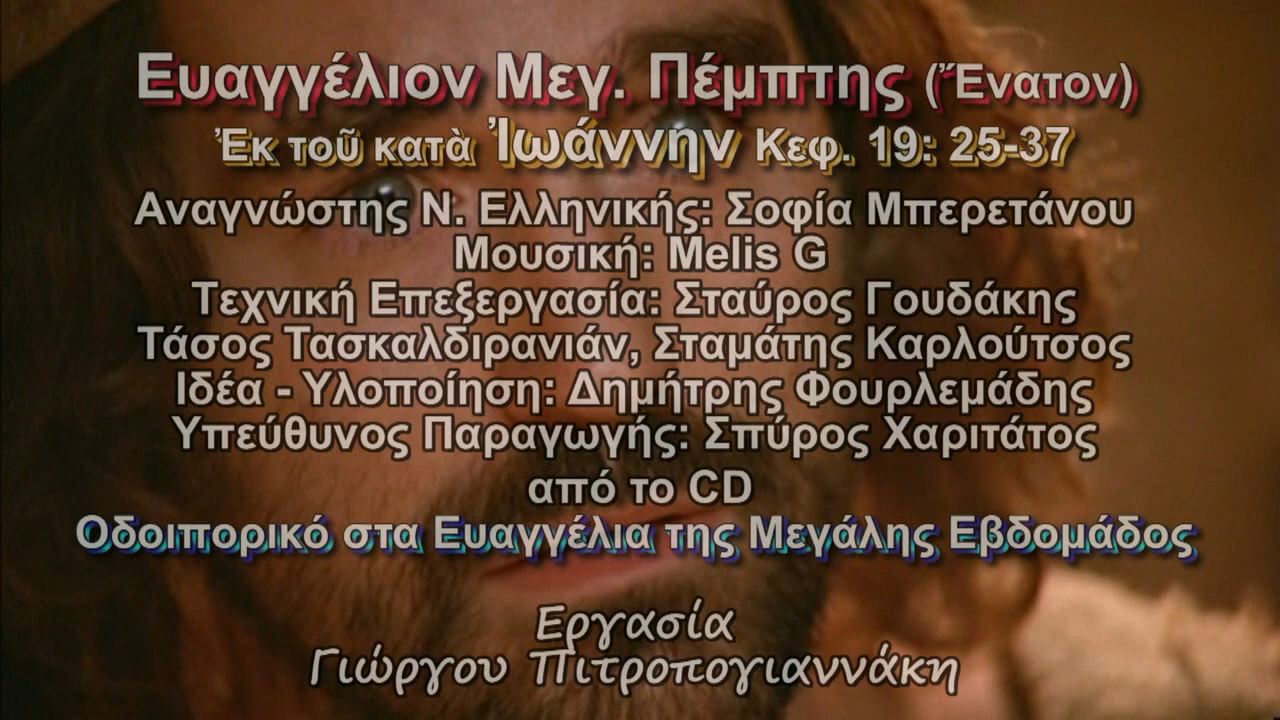 Ευαγγέλιον Μεγ. Πέμπτης (Ἔνατον)
Ἐκ τοῦ κατὰ Ἰωάννην Κεφ. 19: 25-37
Αναγνώστης Ν. Ελληνικής: Σοφία Μπερετάνου
Μουσική: Melis G
Τεχνική Επεξεργασία: Σταύρος Γουδάκης
Τάσος Τασκαλδιρανιάν, Σταμάτης Καρλούτσος
Ιδέα - Υλοποίηση: Δημήτρης Φουρλεμάδης
Υπεύθυνος Παραγωγής: Σπύρος Χαριτάτος
από το CD
Οδοιπορικό στα Ευαγγέλια της Μεγάλης Εβδομάδος
Εργασία
Γιώργου Πιτροπογιαννάκη